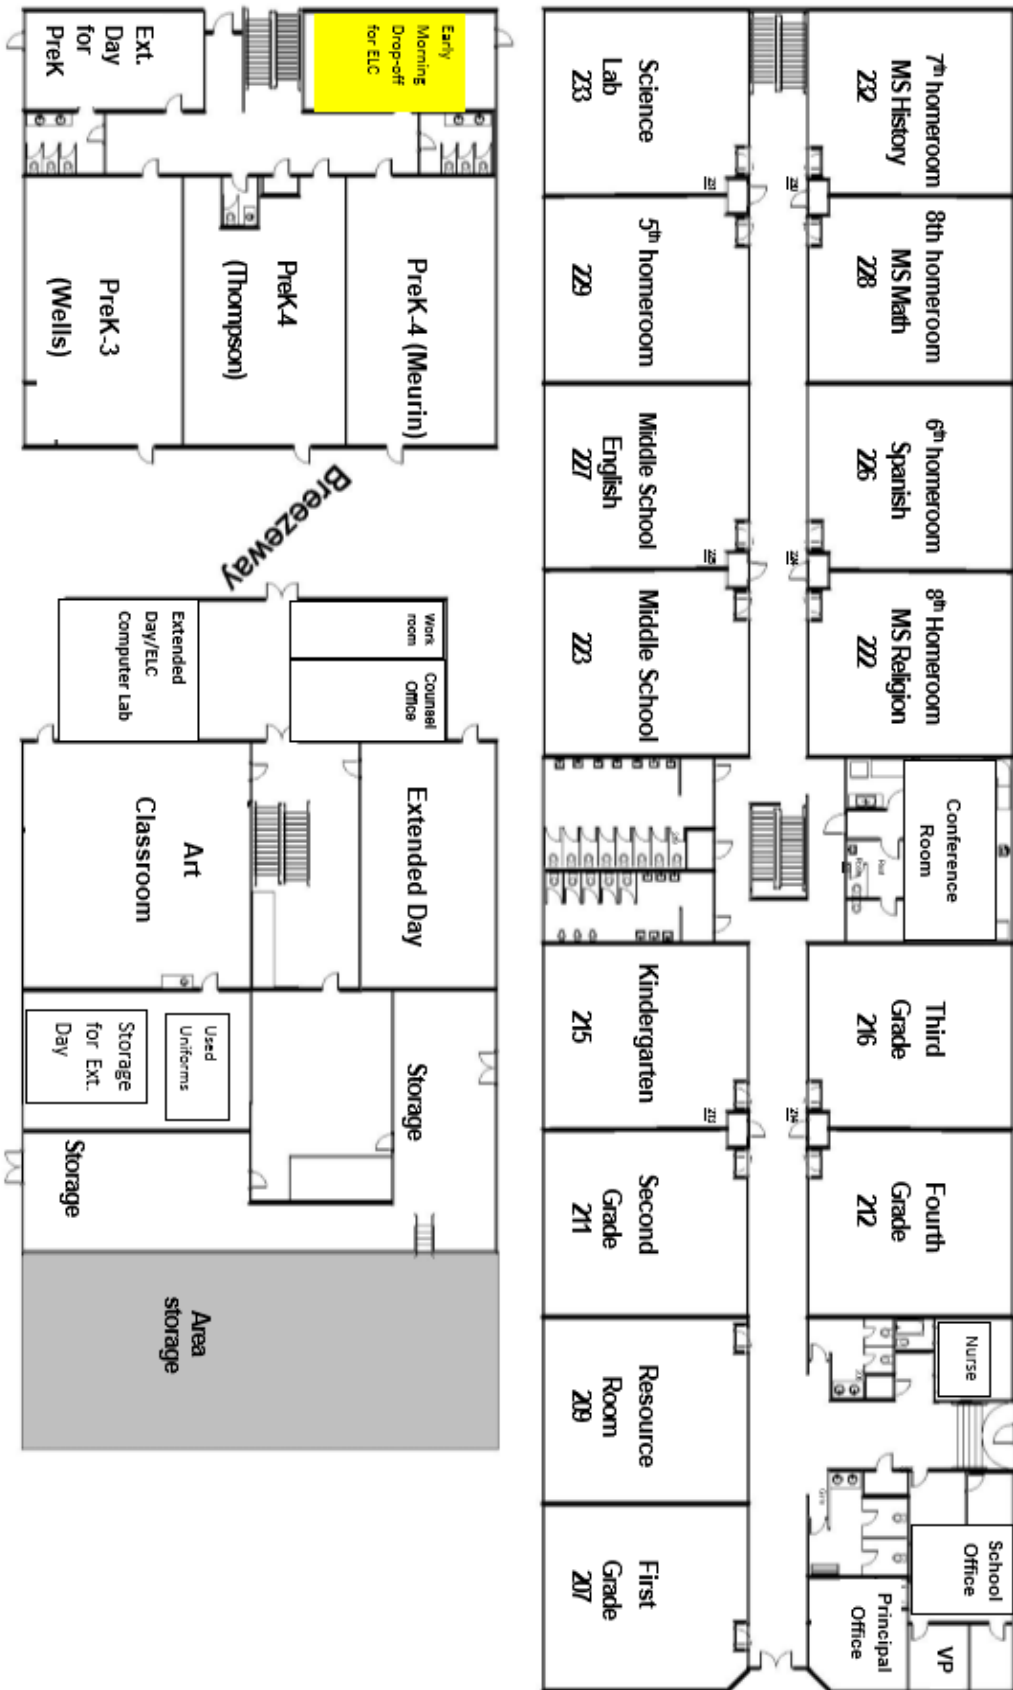 7th homeroom
MS History
232
8th homeroom
MS Math
228
6th homeroom
Spanish
226
8th Homeroom
MS Religion
222
Conference
Room
Third
Grade
216
Fourth
Grade
212
Nurse
School
Office
Principal
Office
VP
224
214
Science
Lab
233
5th homeroom
229
Middle School
English
227
Middle School
223
Kindergarten
215
Second
Grade
211
Resource
Room
209
First
Grade
207
225
213
Early
Morning
Drop-off
for ELC
Ext.
Day
for
PreK
PreK-4 (Meurin)
PreK-4
(Thompson)
PreK-3
(Wells)
Breezeway
Work
room
Counsel
Office
Extended
Day/ELC
Computer Lab
Extended Day
Art
Classroom
Storage
Used
Uniforms
Storage
for Ext.
Day
Storage
Area
storage